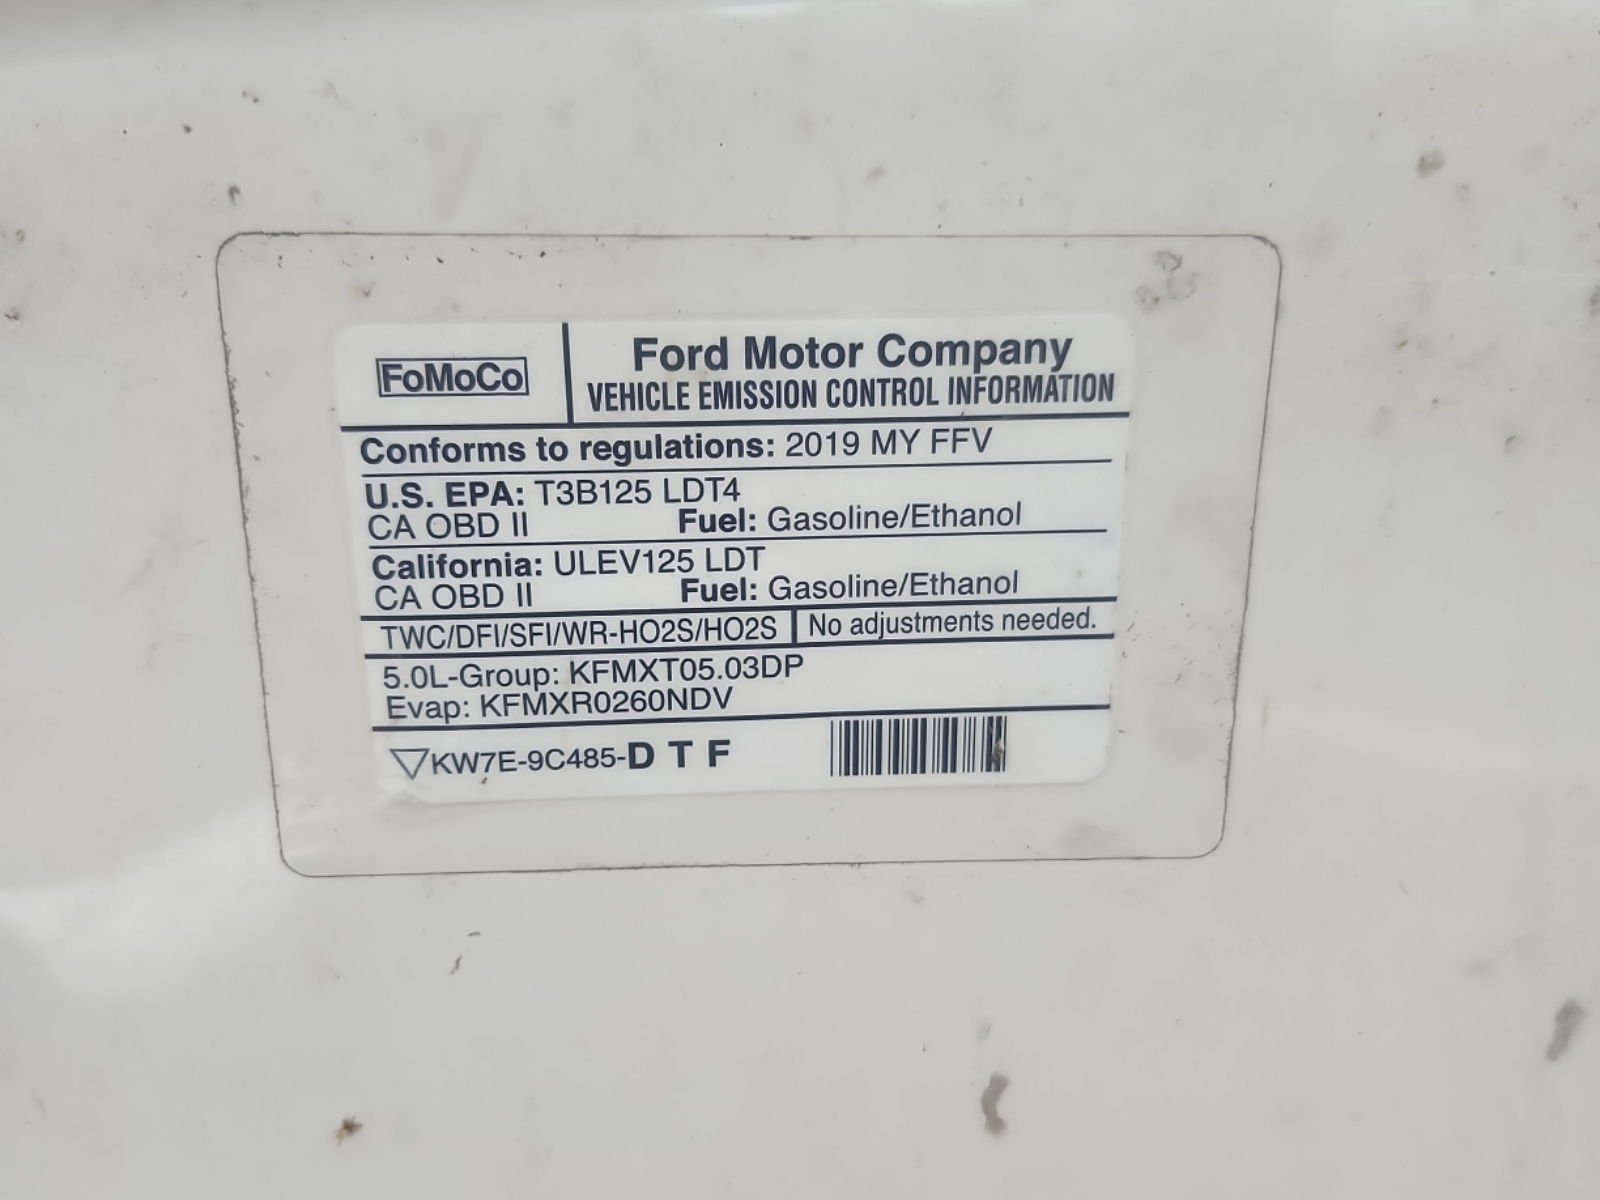 FoMoCo
Ford Motor Company
VEHICLE EMISSION CONTROL INFORMATION
Conforms to regulations: 2019 MY FFV
U.S. EPA: T3B125 LDT4
CA OBD II Fuel: Gasoline/Ethanol
California: ULEV125 LDT
CA OBD II Fuel: Gasoline/Ethanol
TWC/DFI/SFI/WR-HO2S/HO2S No adjustments needed.
5.0L-Group: KFMXT05.03DP
Evap: KFMXR0260NDV
KW7E-9C485-D T F